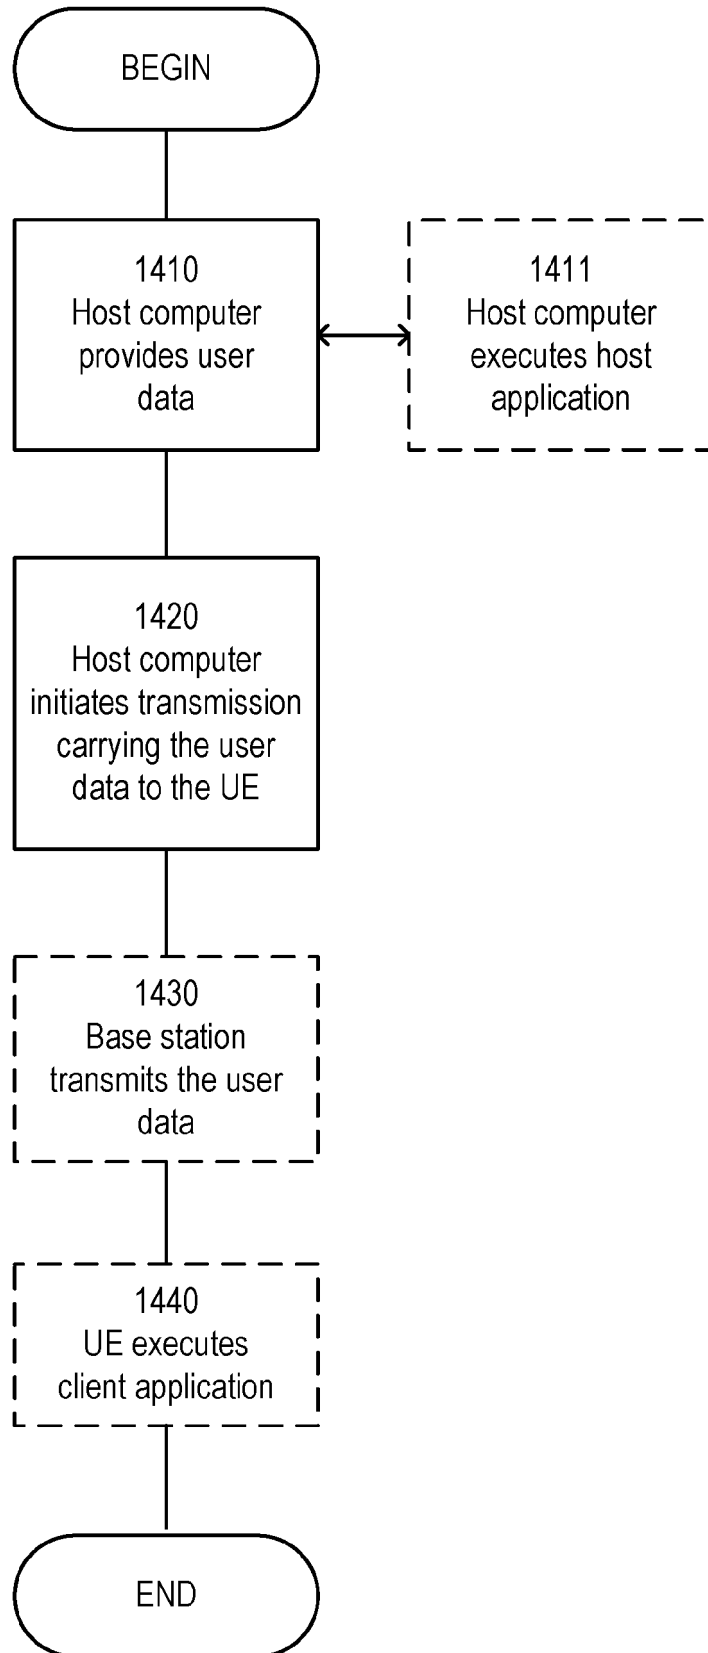 BEGIN
1410
Host computer
provides user
data
1411
Host computer
executes host
application
1420
Host computer
initiates transmission
carrying the user
data to the UE
1430
Base station
transmits the user
data
1440
UE executes
client application
END